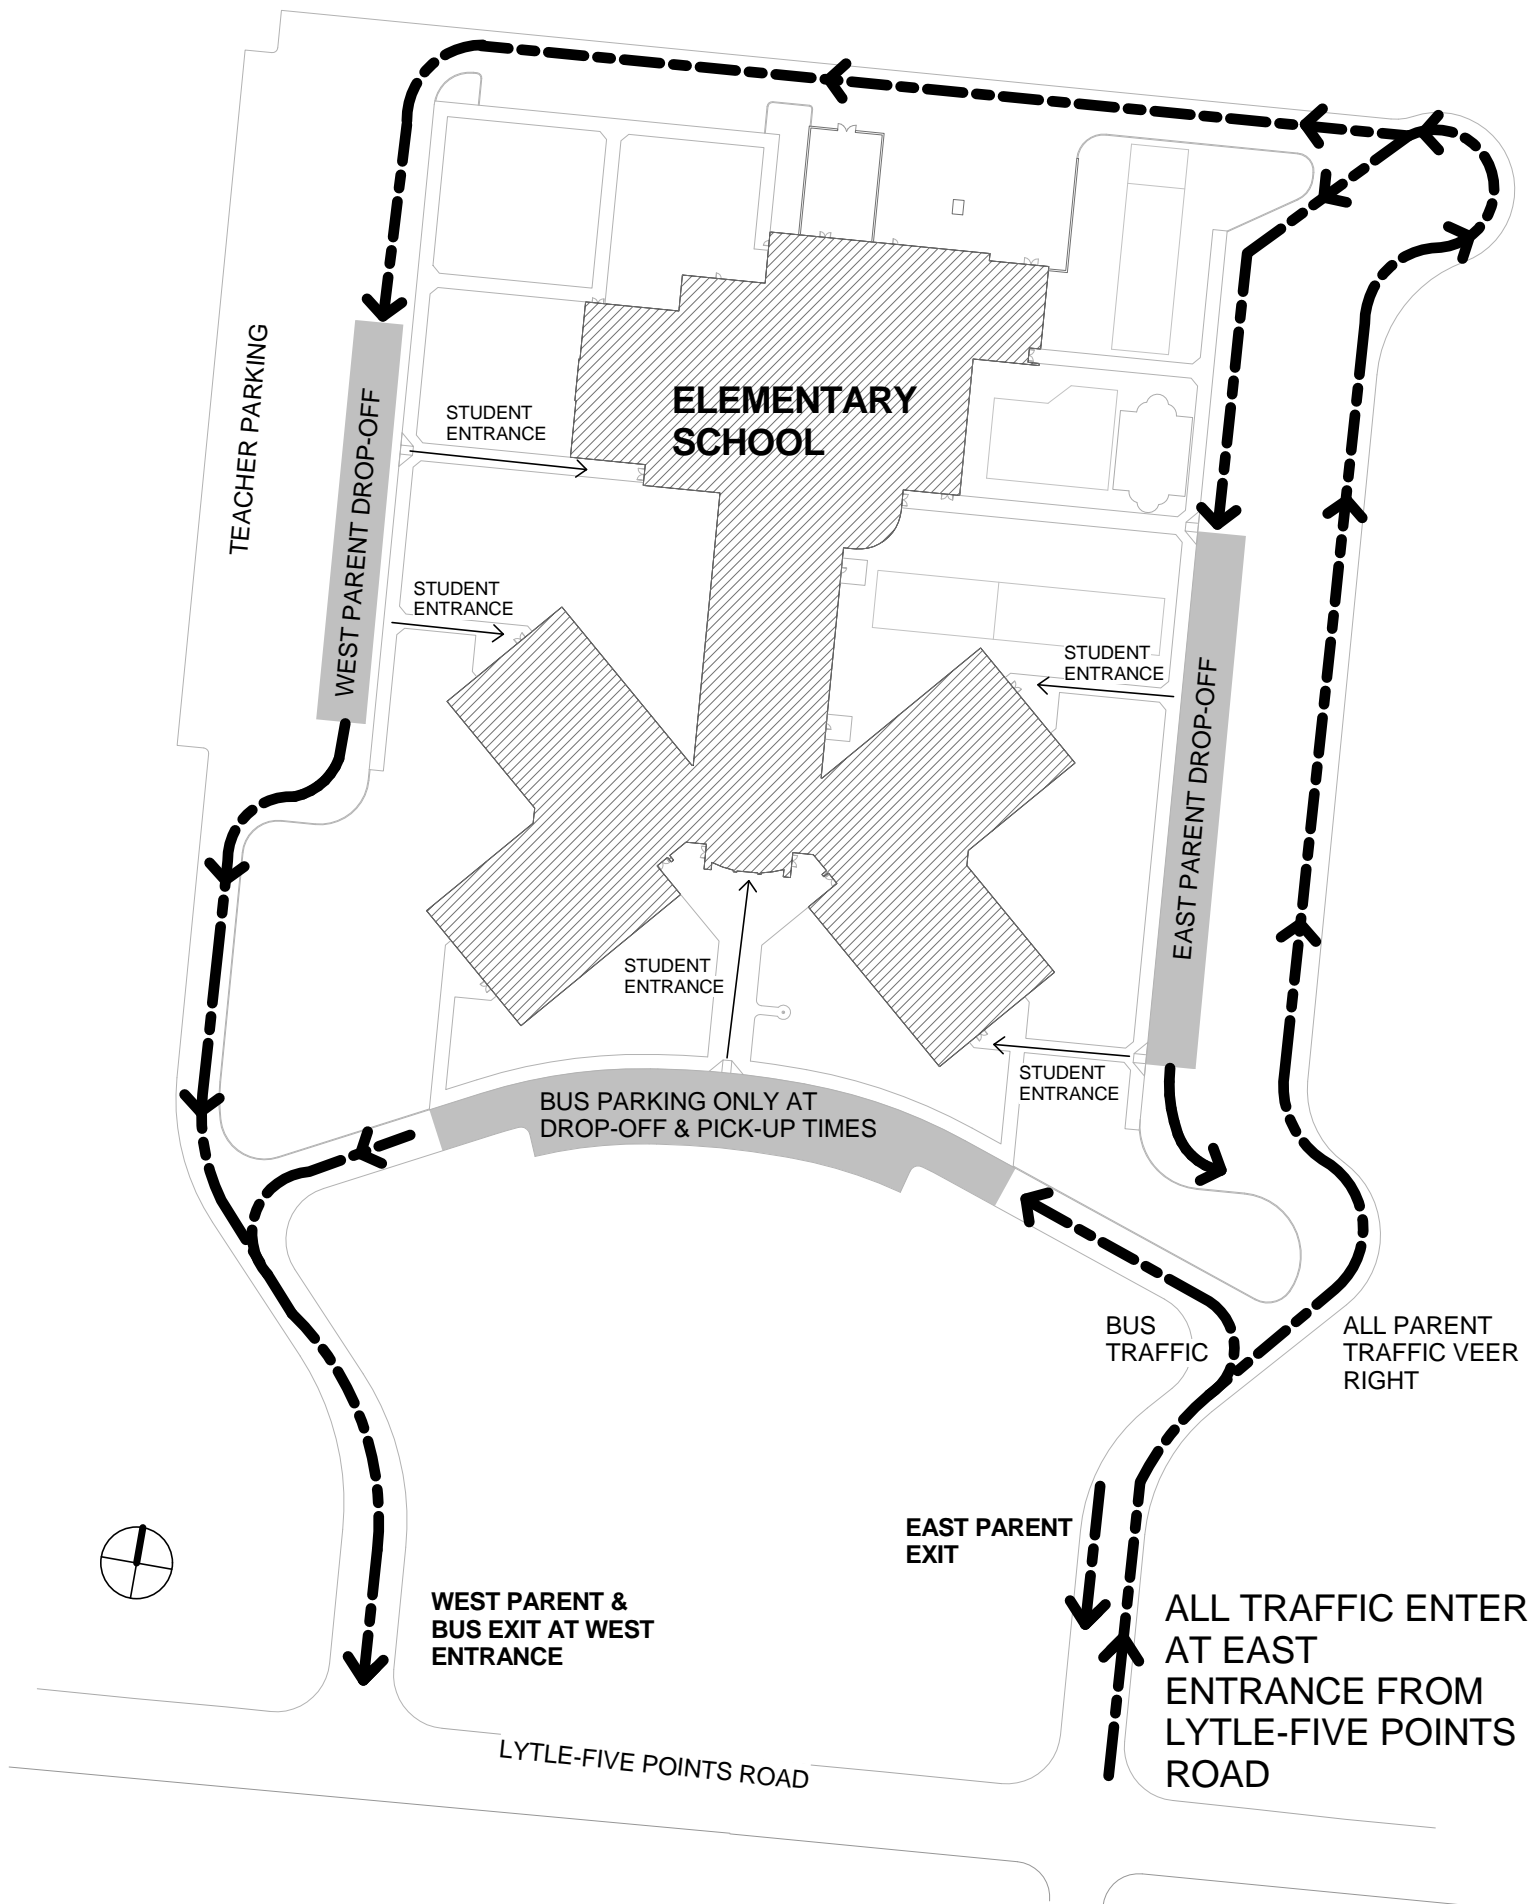 TEACHER PARKING
WEST PARENT DROP-OFF
STUDENT
ENTRANCE
ELEMENTARY
SCHOOL
STUDENT
ENTRANCE
STUDENT
ENTRANCE
EAST PARENT DROP-OFF
STUDENT
ENTRANCE
STUDENT
ENTRANCE
BUS PARKING ONLY AT
DROP-OFF & PICK-UP TIMES
BUS
TRAFFIC
ALL PARENT
TRAFFIC VEER
RIGHT
EAST PARENT
EXIT
WEST PARENT &
BUS EXIT AT WEST
ENTRANCE
ALL TRAFFIC ENTER
AT EAST
ENTRANCE FROM
LYTLE-FIVE POINTS
ROAD
LYTLE-FIVE POINTS ROAD